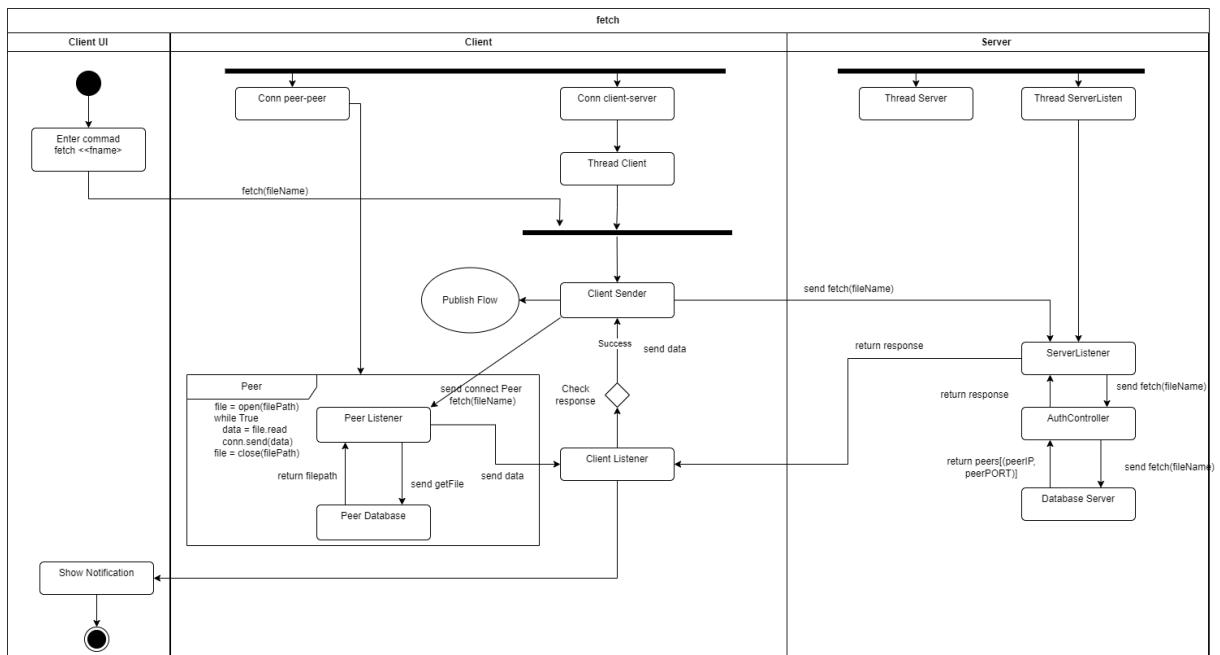 fetch
Client UI
Client
Server
Conn peer-peer
Conn client-server
Thread Server
Thread ServerListen
Enter commad
fetch <<fname>
Thread Client
fetch(fileName)
Publish Flow
Client Sender
send fetch(fileName)
Success
send data
return response
ServerListener
Peer
send connect Peer
fetch(fileName)
Check
response
return response
send fetch(fileName)
file = open(filePath)
while True
data = file.read
conn.send(data)
file = close(filePath)
Peer Listener
AuthController
Client Listener
return filepath
send getFile
send data
return peers[(peerIP,
peerPORT)]
send fetch(fileName)
Peer Database
Database Server
Show Notification